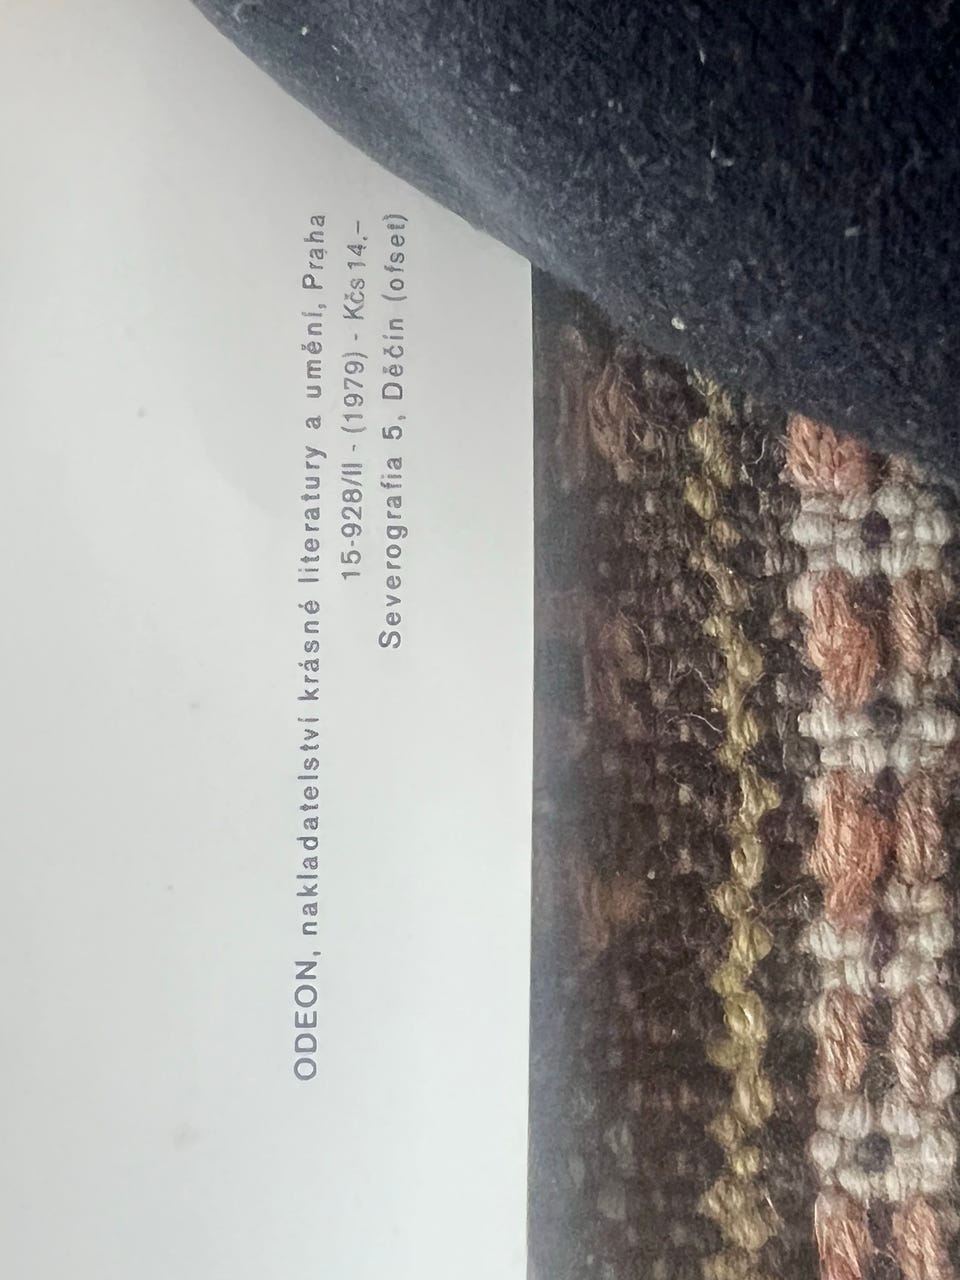 ODEON, nakladatelství krásné literatury a umění, Praha
15-928/II - (1979) - Kčs 14.–
Severografia 5, Děčín (ofset)